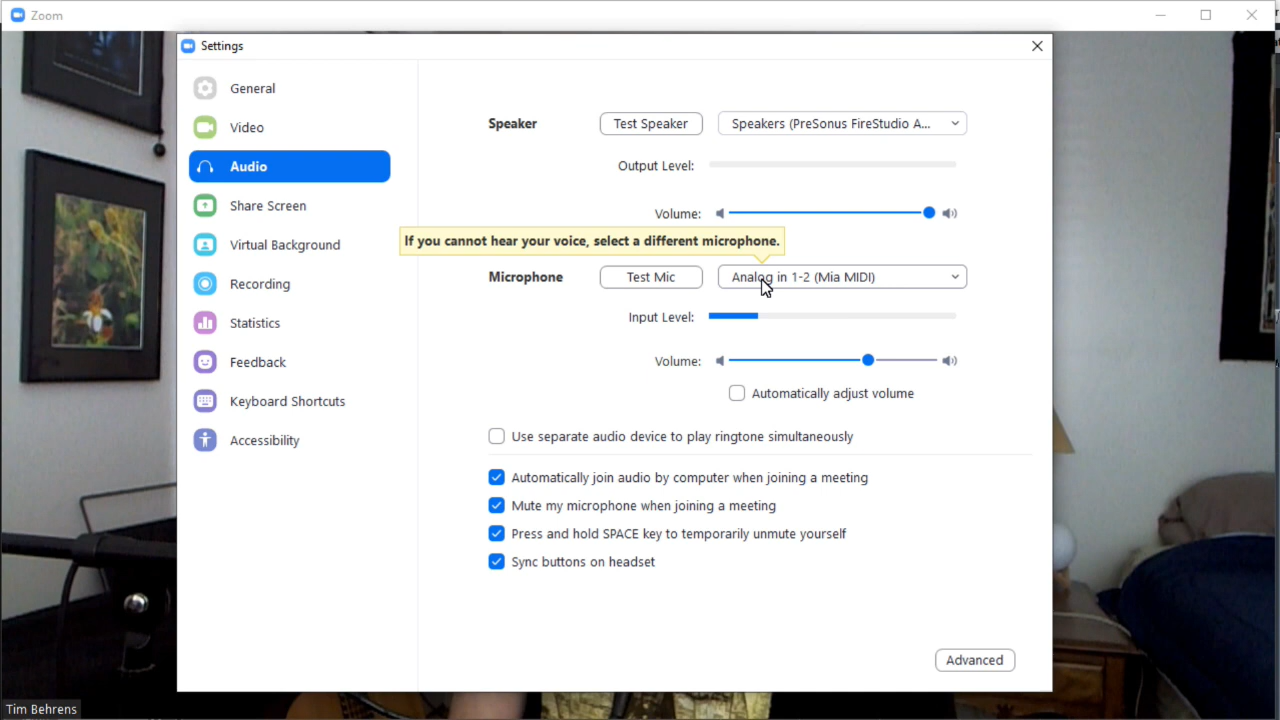 Zoom
Settings
General
Video
Audio
Share Screen
Virtual Background
Recording
Statistics
Feedback
Keyboard Shortcuts
Accessibility
Speaker
Test Speaker
Speakers (PreSonus FireStudio A...
Output Level:
Volume:
If you cannot hear your voice, select a different microphone.
Microphone
Test Mic
Analog in 1-2 (Mia MIDI)
Input Level:
Volume:
Automatically adjust volume
Use separate audio device to play ringtone simultaneously
Automatically join audio by computer when joining a meeting
Mute my microphone when joining a meeting
Press and hold SPACE key to temporarily unmute yourself
Sync buttons on headset
Advanced
Tim Behrens